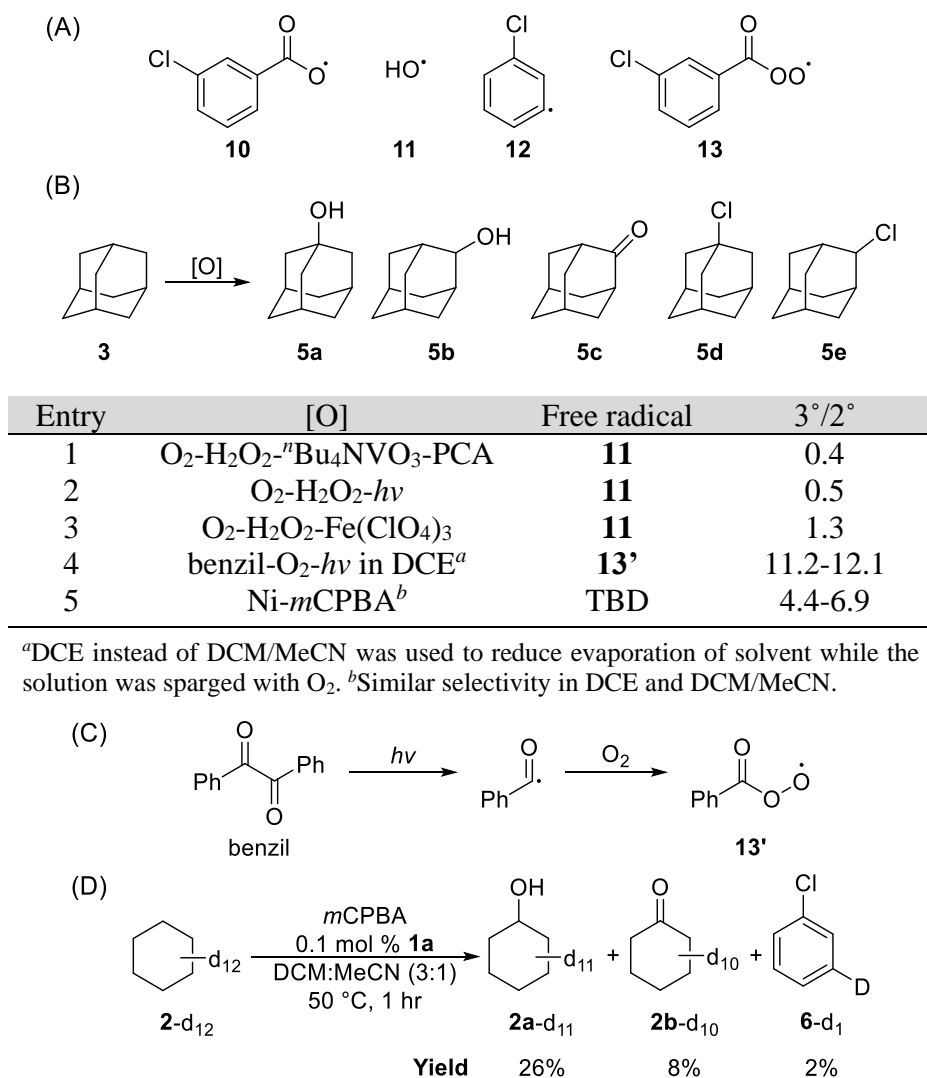 (A)
Cl O O• HO• Cl • Cl O OO•
10 11 12 13
(B)
OH OH O Cl Cl
[O]
3 5a 5b 5c 5d 5e
Entry [O] Free radical 3°/2°
1 O₂-H₂O₂-ⁿBu₄NVO₃-PCA 11 0.4
2 O₂-H₂O₂-hν 11 0.5
3 O₂-H₂O₂-Fe(ClO₄)₃ 11 1.3
4 benzil-O₂-hν in DCEᵃ 13' 11.2-12.1
5 Ni-mCPBAᵇ TBD 4.4-6.9
ᵃDCE instead of DCM/MeCN was used to reduce evaporation of solvent while the
solution was sparged with O₂. ᵇSimilar selectivity in DCE and DCM/MeCN.
(C)
O Ph Ph O hν O Ph • O₂ O Ph O O•
benzil 13'
(D)
OH O Cl
mCPBA
0.1 mol % 1a
d₁₂ d₁₁ + d₁₀ + D
DCM:MeCN (3:1)
50 °C, 1 hr
2-d₁₂ 2a-d₁₁ 2b-d₁₀ 6-d₁
Yield 26% 8% 2%